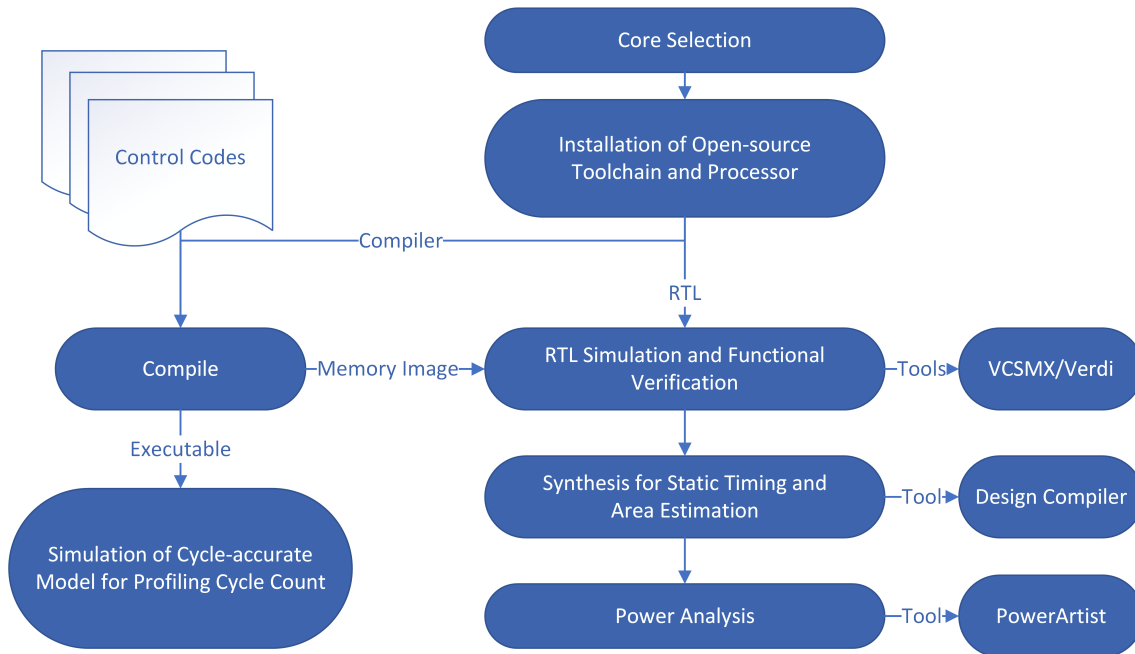 Core Selection
Control Codes
Installation of Open-source
Toolchain and Processor
Compiler
RTL
Compile
Memory Image
RTL Simulation and Functional
Verification
Tools
VCSMX/Verdi
Executable
Synthesis for Static Timing and
Area Estimation
Tool
Design Compiler
Simulation of Cycle-accurate
Model for Profiling Cycle Count
Power Analysis
Tool
PowerArtist